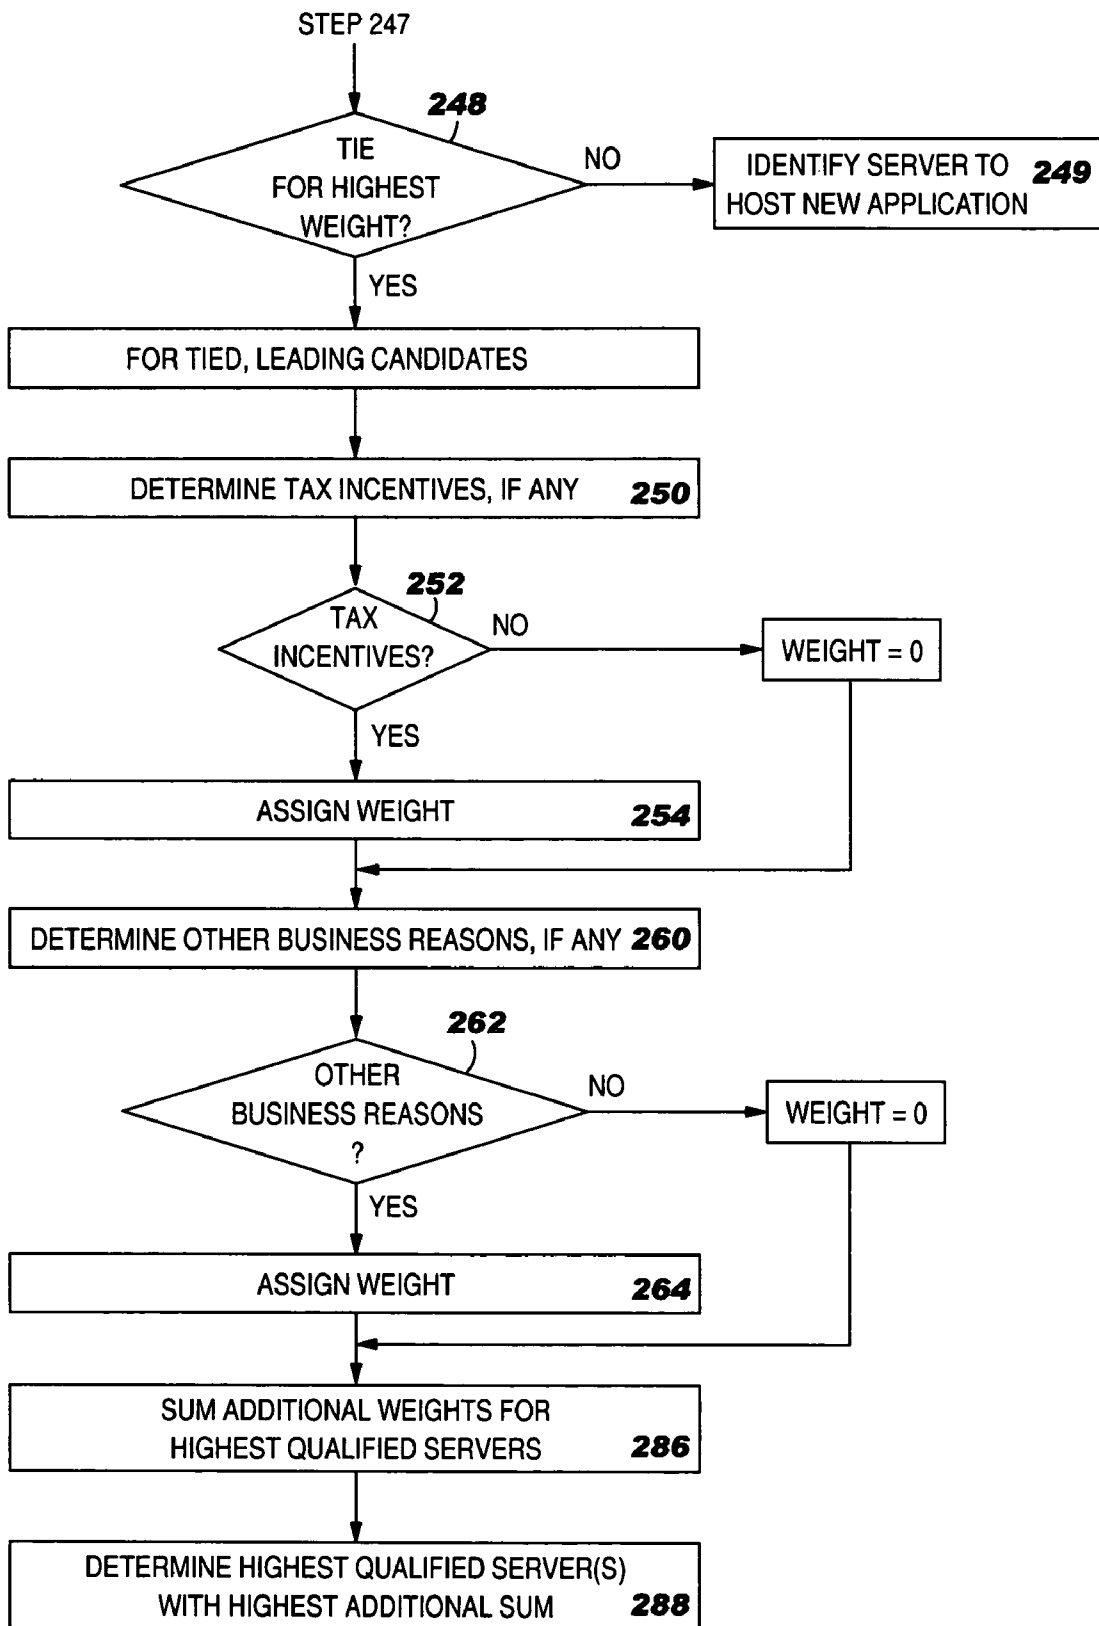 STEP 247
248
TIE
FOR HIGHEST
WEIGHT?
NO
IDENTIFY SERVER TO
HOST NEW APPLICATION
249
YES
FOR TIED, LEADING CANDIDATES
DETERMINE TAX INCENTIVES, IF ANY 250
252
TAX
INCENTIVES?
NO
WEIGHT = 0
YES
ASSIGN WEIGHT 254
DETERMINE OTHER BUSINESS REASONS, IF ANY 260
262
OTHER
BUSINESS REASONS
?
NO
WEIGHT = 0
YES
ASSIGN WEIGHT 264
SUM ADDITIONAL WEIGHTS FOR
HIGHEST QUALIFIED SERVERS 286
DETERMINE HIGHEST QUALIFIED SERVER(S)
WITH HIGHEST ADDITIONAL SUM 288